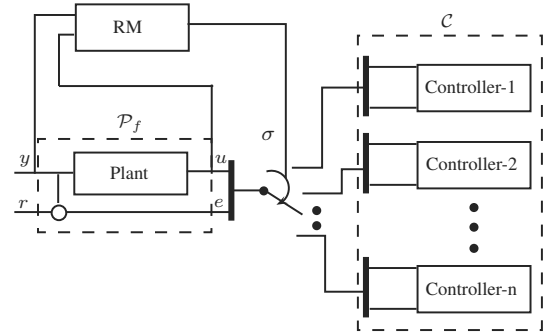 RM
𝒞
Controller-1
𝒫_f
σ
y
Plant
u
Controller-2
r
e
Controller-n